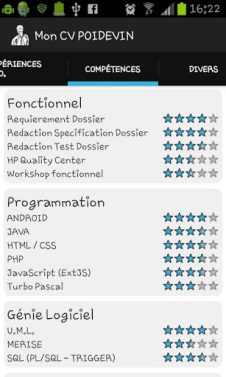 16:22
Mon CV POIDEVIN
PÉRIENCES
O.
COMPÉTENCES
DIVERS
Fonctionnel
Requierement Dossier
Redaction Specification Dossier
Redaction Test Dossier
HP Quality Center
Workshop fonctionnel
Programmation
ANDROID
JAVA
HTML / CSS
PHP
JavaScript (ExtJS)
Turbo Pascal
Génie Logiciel
U.M.L.
MERISE
SQL (PL/SQL - TRIGGER)